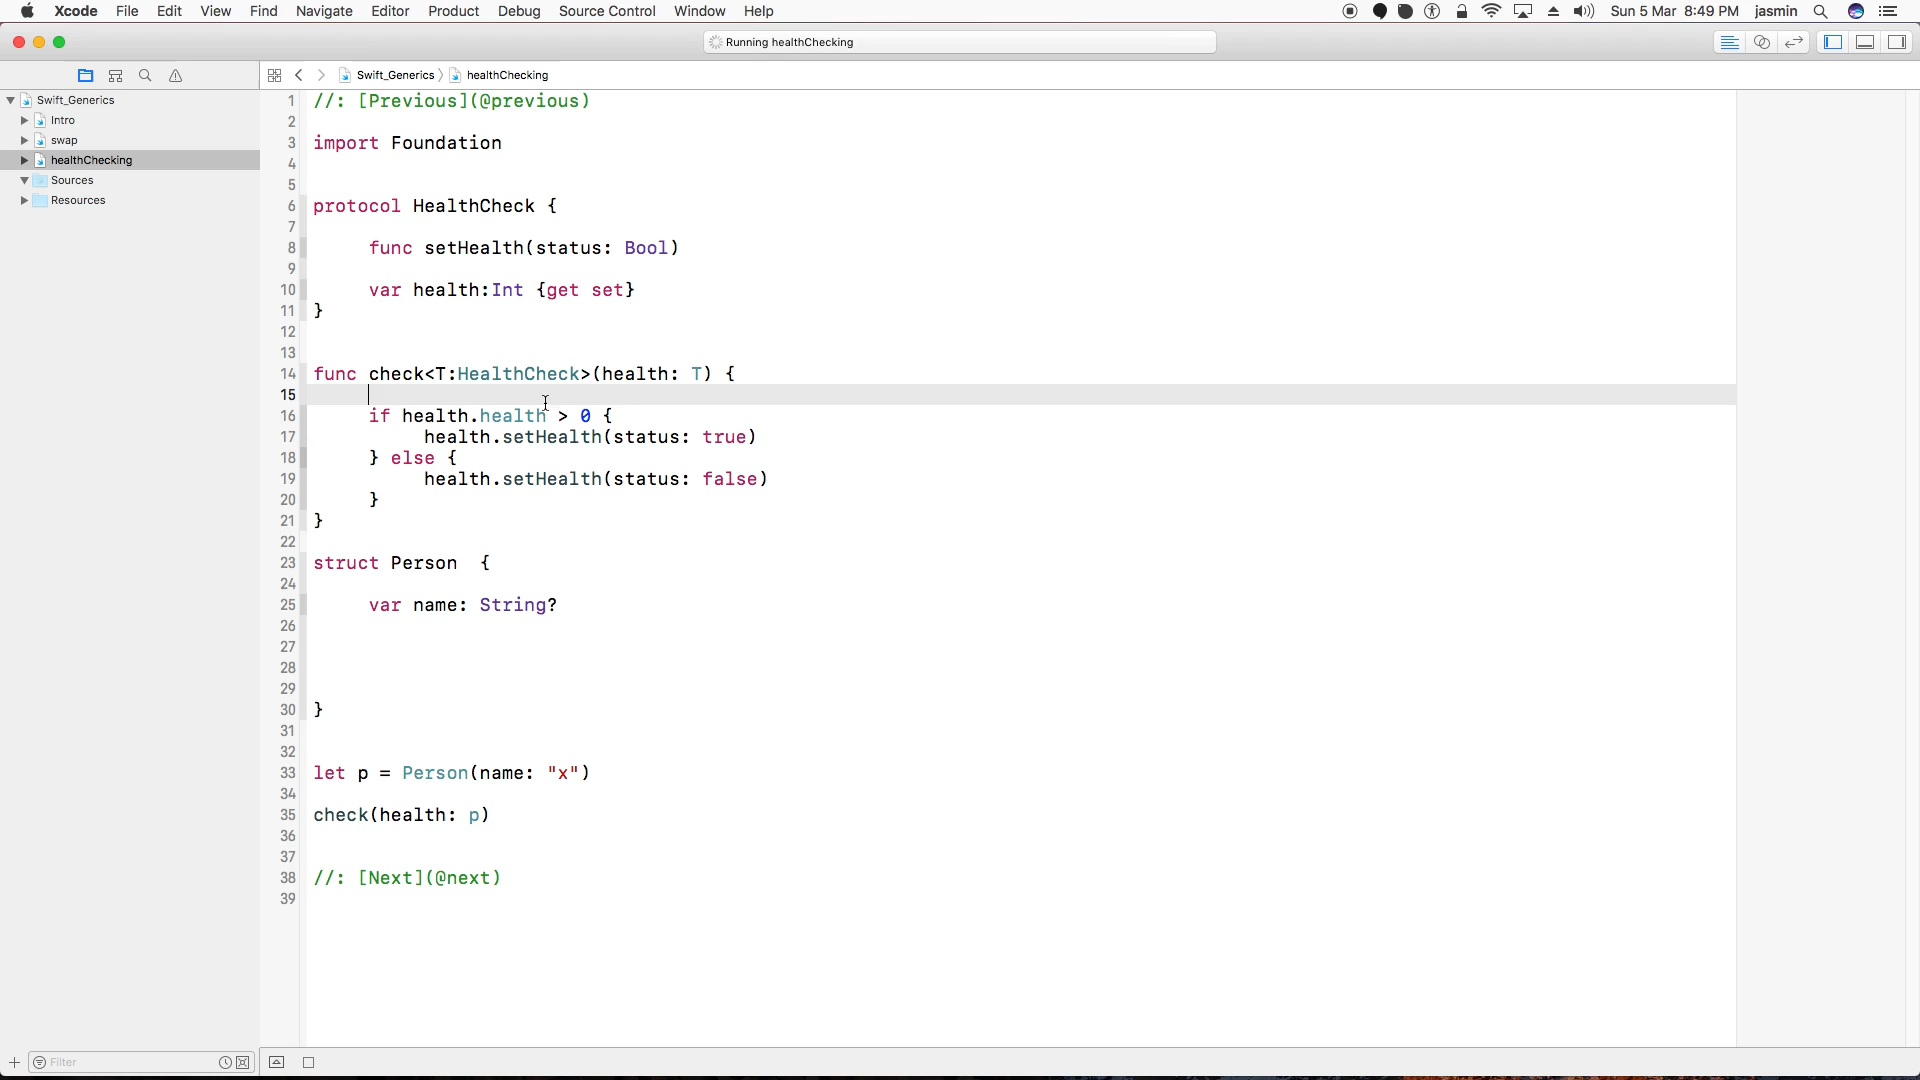 Xcode File Edit View Find Navigate Editor Product Debug Source Control Window Help Sun 5 Mar 8:49 PM jasmin
Running healthChecking
Swift_Generics healthChecking
Swift_Generics
Intro
swap
healthChecking
Sources
Resources
1 //: [Previous](@previous)
2
3 import Foundation
4
5
6 protocol HealthCheck {
7
8 func setHealth(status: Bool)
9
10 var health:Int {get set}
11 }
12
13
14 func check<T:HealthCheck>(health: T) {
15
16 if health.health > 0 {
17 health.setHealth(status: true)
18 } else {
19 health.setHealth(status: false)
20 }
21 }
22
23 struct Person {
24
25 var name: String?
26
27
28
29
30 }
31
32
33 let p = Person(name: "x")
34
35 check(health: p)
36
37
38 //: [Next](@next)
39
Filter